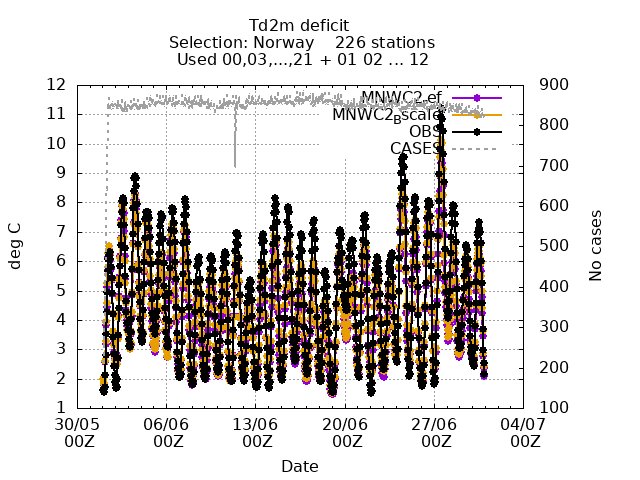 Td2m deficit
Selection: Norway 226 stations
Used 00,03,...,21 + 01 02 ... 12
deg C
12
11
10
9
8
7
6
5
4
3
2
1
900
800
700
600
500
400
300
200
100
No cases
MNWC2_ref
MNWC2_Bscale
OBS
CASES
30/05 06/06 13/06 20/06 27/06 04/07
00Z 00Z 00Z 00Z 00Z 00Z
Date